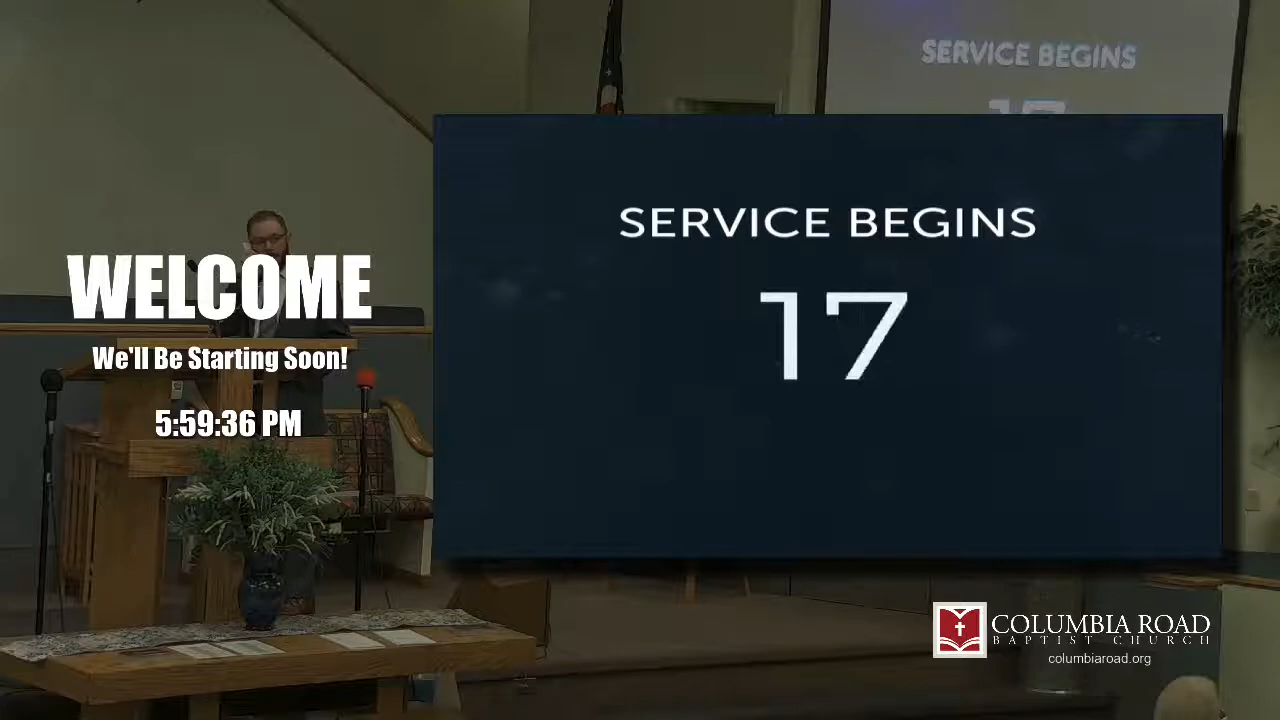 SERVICE BEGINS
17
SERVICE BEGINS
17
WELCOME
We'll Be Starting Soon!
5:59:36 PM
COLUMBIA ROAD
BAPTIST CHURCH
columbiaroad.org